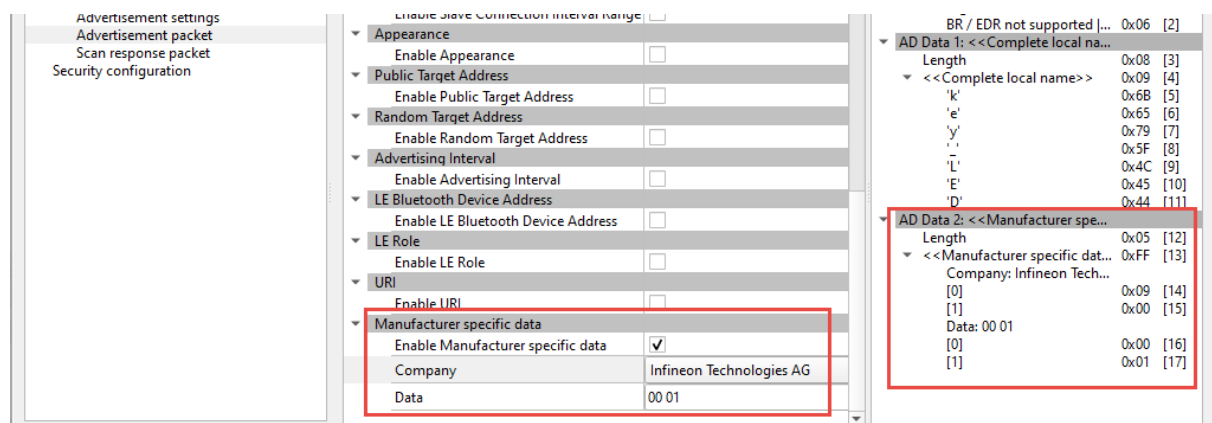 Advertisement settings
Advertisement packet
Scan response packet
Security configuration
Enable Slave Connection Interval Range
Appearance
Enable Appearance
Public Target Address
Enable Public Target Address
Random Target Address
Enable Random Target Address
Advertising Interval
Enable Advertising Interval
LE Bluetooth Device Address
Enable LE Bluetooth Device Address
LE Role
Enable LE Role
URI
Enable URI
Manufacturer specific data
Enable Manufacturer specific data
Company Infineon Technologies AG
Data 00 01
BR / EDR not supported |... 0x06 [2]
AD Data 1: <<Complete local na...
Length 0x08 [3]
<<Complete local name>> 0x09 [4]
'k' 0x6B [5]
'e' 0x65 [6]
'y' 0x79 [7]
'_' 0x5F [8]
'L' 0x4C [9]
'E' 0x45 [10]
'D' 0x44 [11]
AD Data 2: <<Manufacturer spe...
Length 0x05 [12]
<<Manufacturer specific dat... 0xFF [13]
Company: Infineon Tech...
[0] 0x09 [14]
[1] 0x00 [15]
Data: 00 01
[0] 0x00 [16]
[1] 0x01 [17]